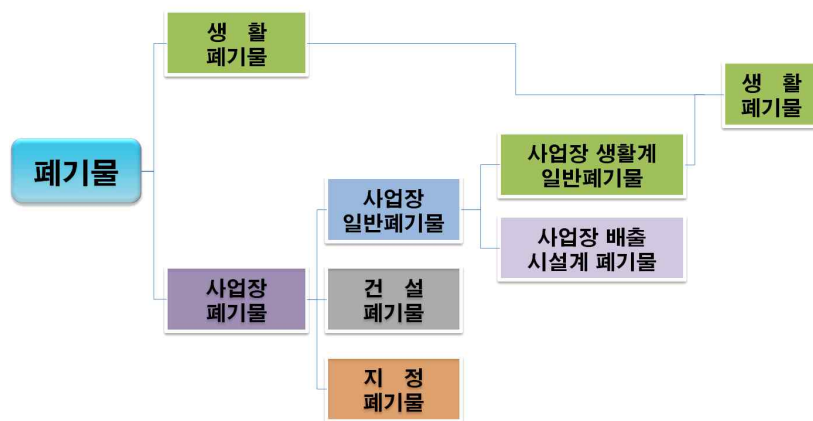 생 활
폐기물
생 활
폐기물
폐기물
사업장 생활계
일반폐기물
사업장
일반폐기물
사업장 배출
시설계 폐기물
사업장
폐기물
건 설
폐기물
지 정
폐기물